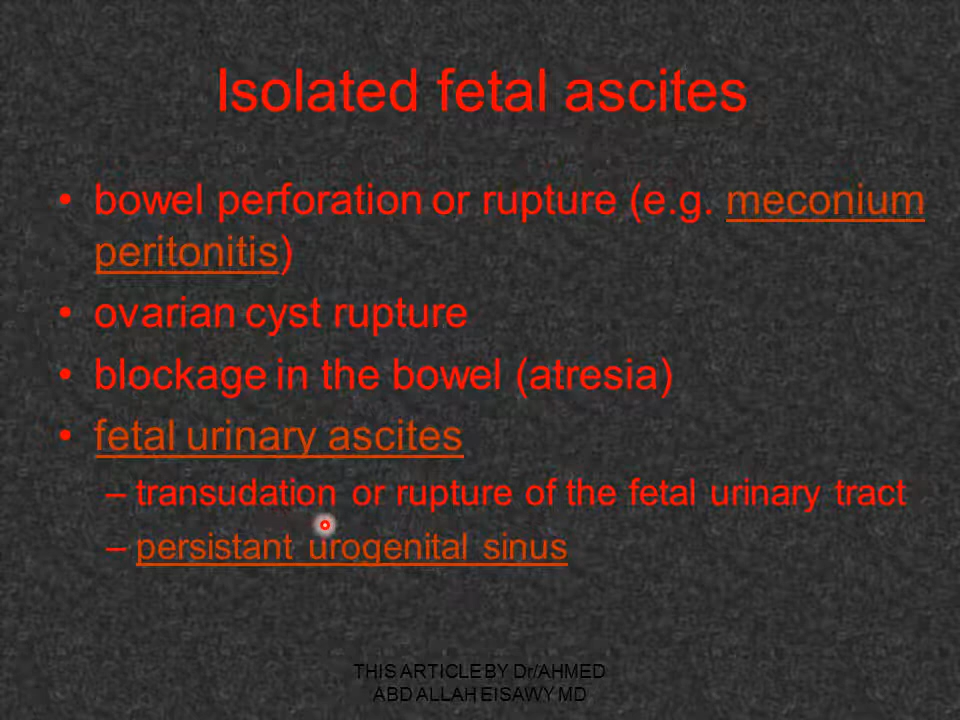 Isolated fetal ascites
• bowel perforation or rupture (e.g. meconium
peritonitis)
• ovarian cyst rupture
• blockage in the bowel (atresia)
• fetal urinary ascites
– transudation or rupture of the fetal urinary tract
– persistant urogenital sinus
THIS ARTICLE BY Dr/AHMED
ABD ALLAH EISAWY MD